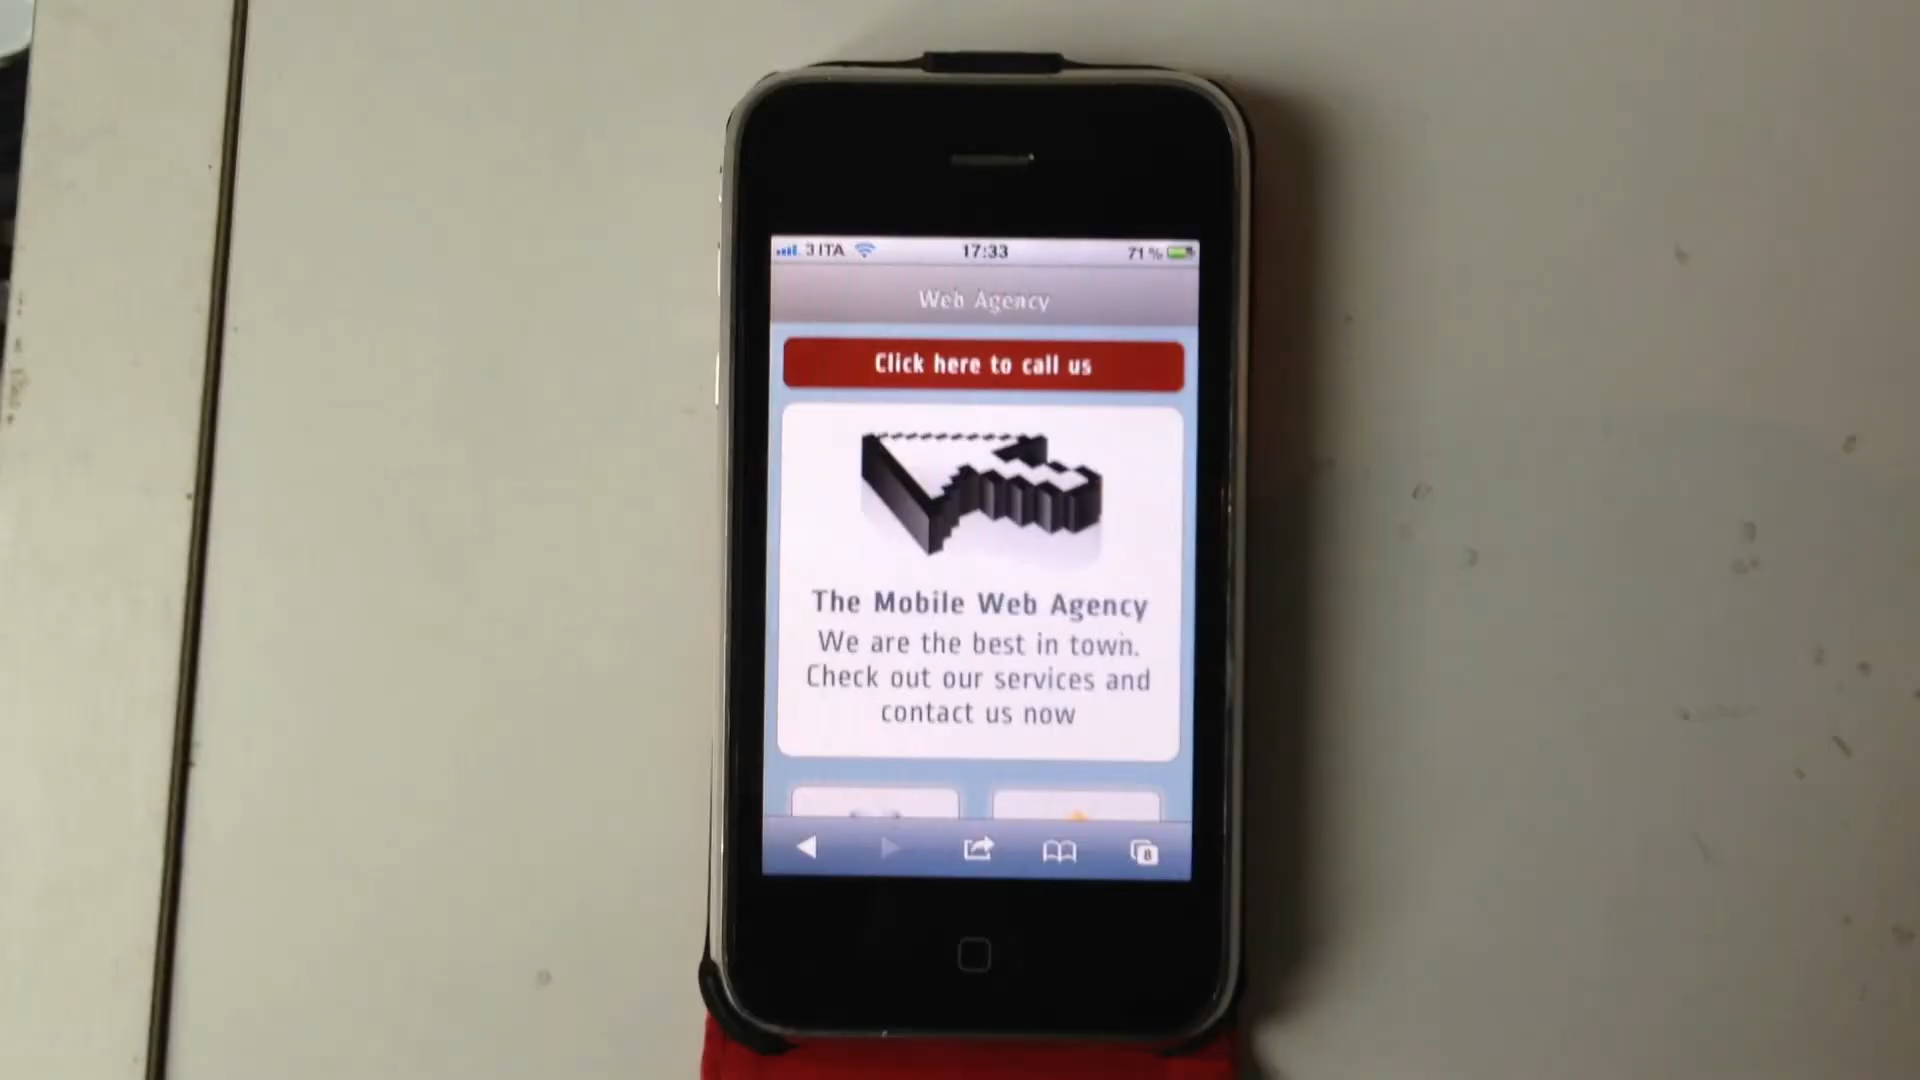 3 ITA 17:33 71 %
Web Agency
Click here to call us
The Mobile Web Agency
We are the best in town.
Check out our services and
contact us now
8